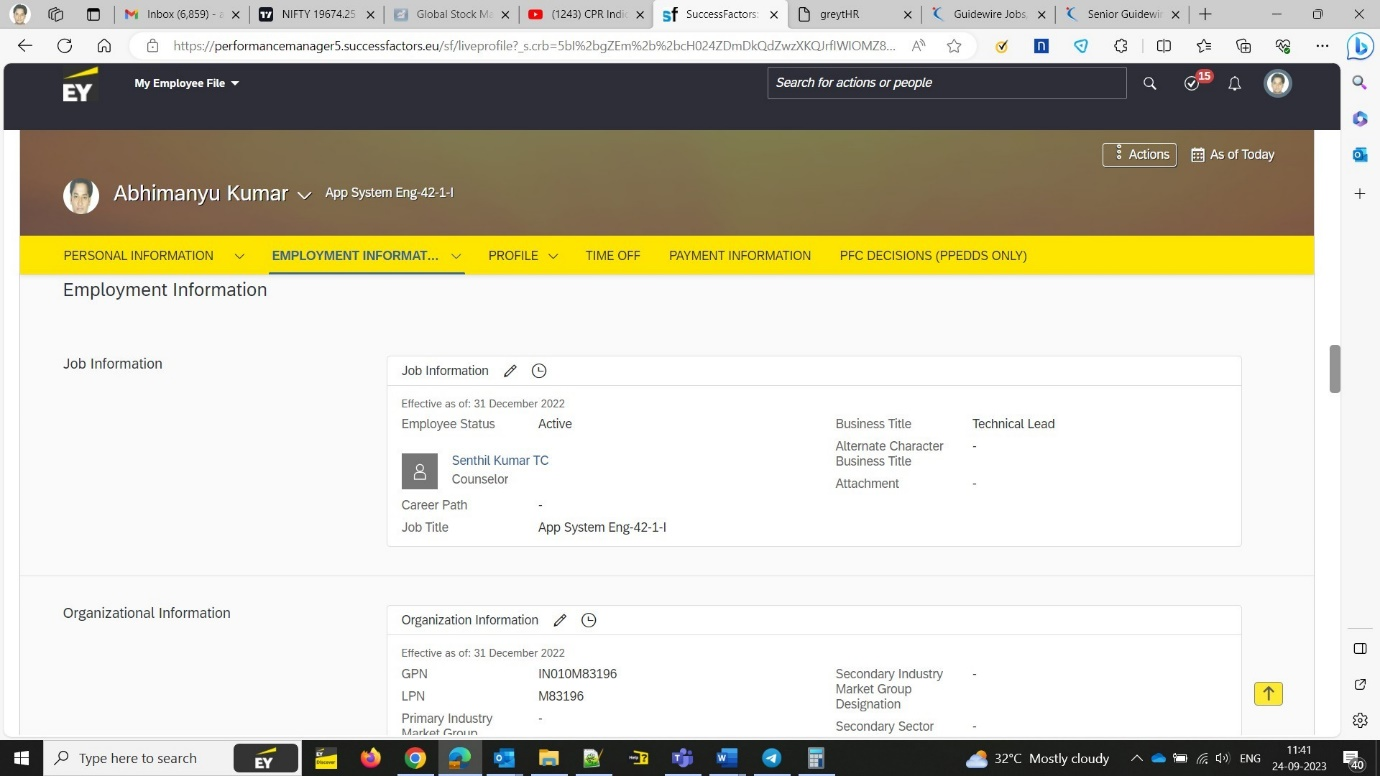 Inbox (6,859) - a
NIFTY 19674.25
Global Stock Ma
(1243) CPR Indic
SuccessFactors:
greytHR
Guidewire Jobs,
Senior Guidewir
https://performancemanager5.successfactors.eu/sf/liveprofile?_s.crb=5bl%2bgZEm%2b%2bcH024ZDmDkQdZwzXKQJrflWIOMZ8...
EY
My Employee File
Search for actions or people
15
Actions
As of Today
Abhimanyu Kumar
App System Eng-42-1-I
PERSONAL INFORMATION
EMPLOYMENT INFORMAT...
PROFILE
TIME OFF
PAYMENT INFORMATION
PFC DECISIONS (PPEDDS ONLY)
Employment Information
Job Information
Job Information
Effective as of: 31 December 2022
Employee Status Active
Senthil Kumar TC
Counselor
Career Path -
Job Title App System Eng-42-1-I
Business Title Technical Lead
Alternate Character -
Business Title
Attachment -
Organizational Information
Organization Information
Effective as of: 31 December 2022
GPN IN010M83196
LPN M83196
Primary Industry -
Market Group
Secondary Industry -
Market Group
Designation
Secondary Sector -
Type here to search
EY
32°C Mostly cloudy
ENG
11:41
24-09-2023
40